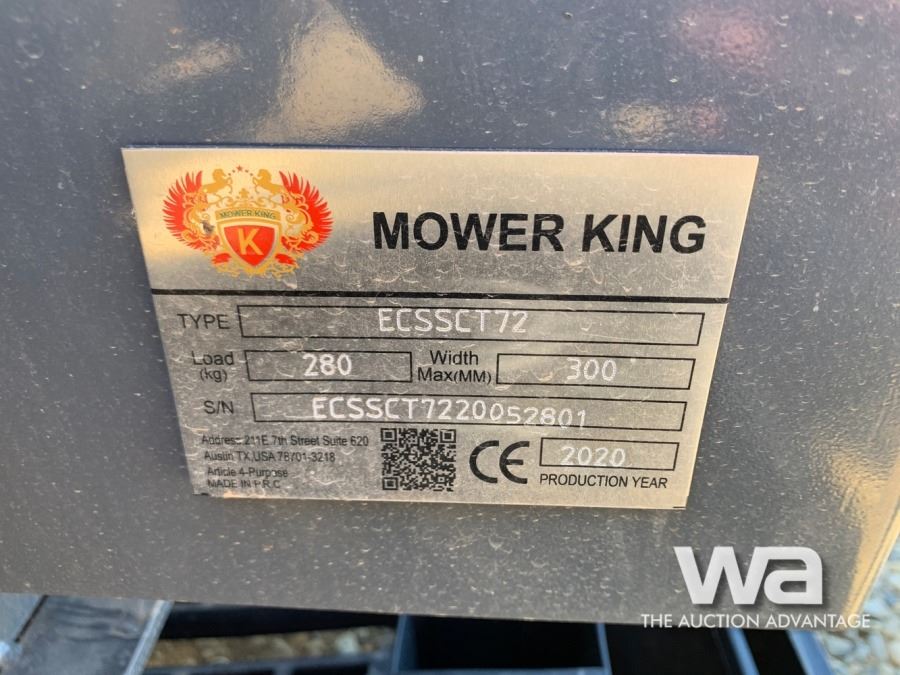 MOWER KING
K
MOWER KING
TYPE ECSSCT72
Load (kg) 280 Width Max(MM) 300
S/N ECSSCT7220052801
Address: 211E 7th Street Suite 620
Austin TX,USA 78701-3218
Article 4-Purpose
MADE IN P.R.C
CE
2020
PRODUCTION YEAR
wa
THE AUCTION ADVANTAGE